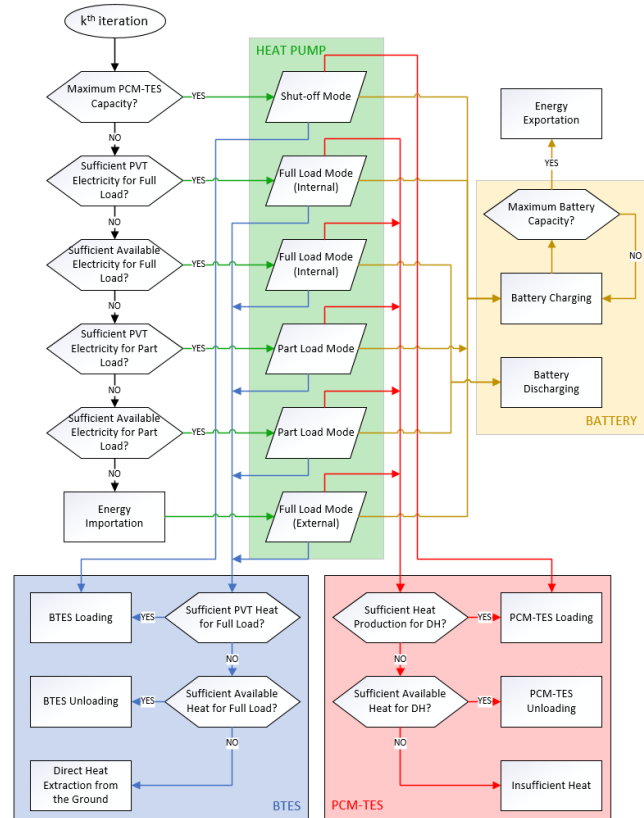 kth iteration
HEAT PUMP
Maximum PCM-TES
Capacity?
YES
Shut-off Mode
Energy
Exportation
NO
YES
Sufficient PVT
Electricity for Full
Load?
YES
Full Load Mode
(Internal)
Maximum Battery
Capacity?
NO
NO
Sufficient Available
Electricity for Full
Load?
YES
Full Load Mode
(Internal)
Battery Charging
NO
Sufficient PVT
Electricity for Part
Load?
YES
Part Load Mode
Battery
Discharging
NO
Sufficient Available
Electricity for Part
Load?
YES
Part Load Mode
BATTERY
NO
Energy
Importation
Full Load Mode
(External)
BTES Loading
YES
Sufficient PVT Heat
for Full Load?
Sufficient Heat
Production for DH?
YES
PCM-TES Loading
NO
NO
BTES Unloading
YES
Sufficient Available
Heat for Full Load?
Sufficient Available
Heat for DH?
YES
PCM-TES
Unloading
NO
NO
Direct Heat
Extraction from
the Ground
Insufficient Heat
BTES
PCM-TES